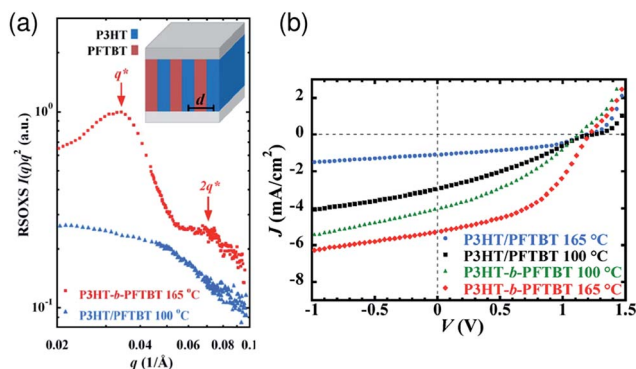 (a)
P3HT
PFTBT
q*
d
10⁰
2q*
RSOXS I(q)q² (a.u.)
P3HT-b-PFTBT 165 °C
P3HT/PFTBT 100 °C
10⁻¹
0.02 0.04 0.06 0.08 0.1
q (1/Å)
(b)
2
0
-2
-4
-6
-8
J (mA/cm²)
P3HT/PFTBT 165 °C
P3HT/PFTBT 100 °C
P3HT-b-PFTBT 100 °C
P3HT-b-PFTBT 165 °C
-1 -0.5 0 0.5 1 1.5
V (V)